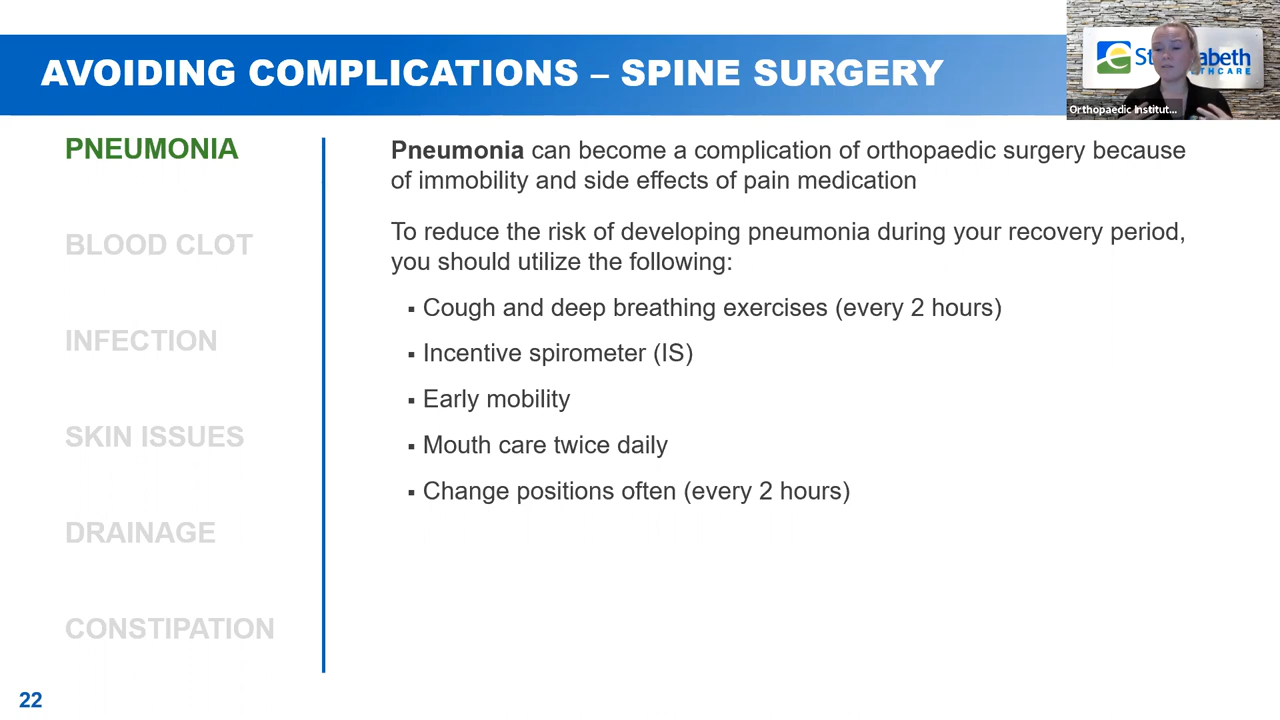 AVOIDING COMPLICATIONS – SPINE SURGERY
Orthopaedic Institut...
PNEUMONIA
BLOOD CLOT
INFECTION
SKIN ISSUES
DRAINAGE
CONSTIPATION
Pneumonia can become a complication of orthopaedic surgery because
of immobility and side effects of pain medication
To reduce the risk of developing pneumonia during your recovery period,
you should utilize the following:
▪ Cough and deep breathing exercises (every 2 hours)
▪ Incentive spirometer (IS)
▪ Early mobility
▪ Mouth care twice daily
▪ Change positions often (every 2 hours)
22